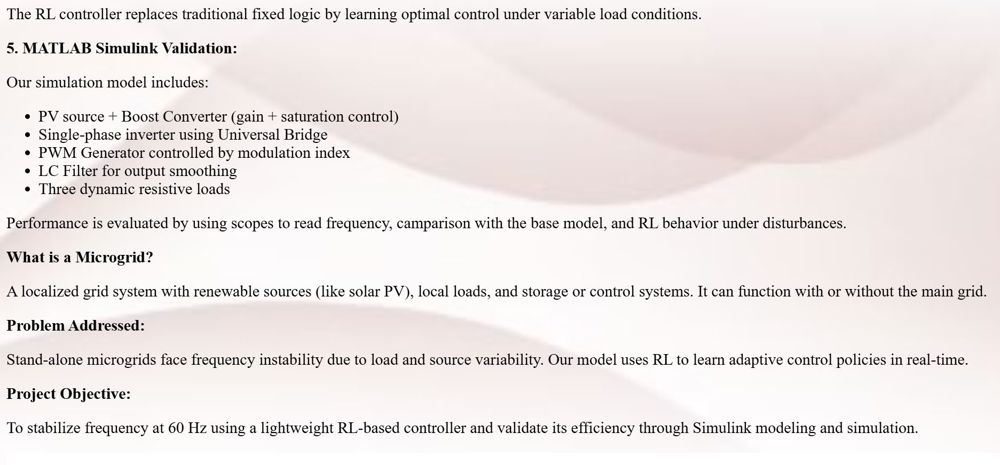 The RL controller replaces traditional fixed logic by learning optimal control under variable load conditions.
5. MATLAB Simulink Validation:
Our simulation model includes:
• PV source + Boost Converter (gain + saturation control)
• Single-phase inverter using Universal Bridge
• PWM Generator controlled by modulation index
• LC Filter for output smoothing
• Three dynamic resistive loads
Performance is evaluated by using scopes to read frequency, camparison with the base model, and RL behavior under disturbances.
What is a Microgrid?
A localized grid system with renewable sources (like solar PV), local loads, and storage or control systems. It can function with or without the main grid.
Problem Addressed:
Stand-alone microgrids face frequency instability due to load and source variability. Our model uses RL to learn adaptive control policies in real-time.
Project Objective:
To stabilize frequency at 60 Hz using a lightweight RL-based controller and validate its efficiency through Simulink modeling and simulation.